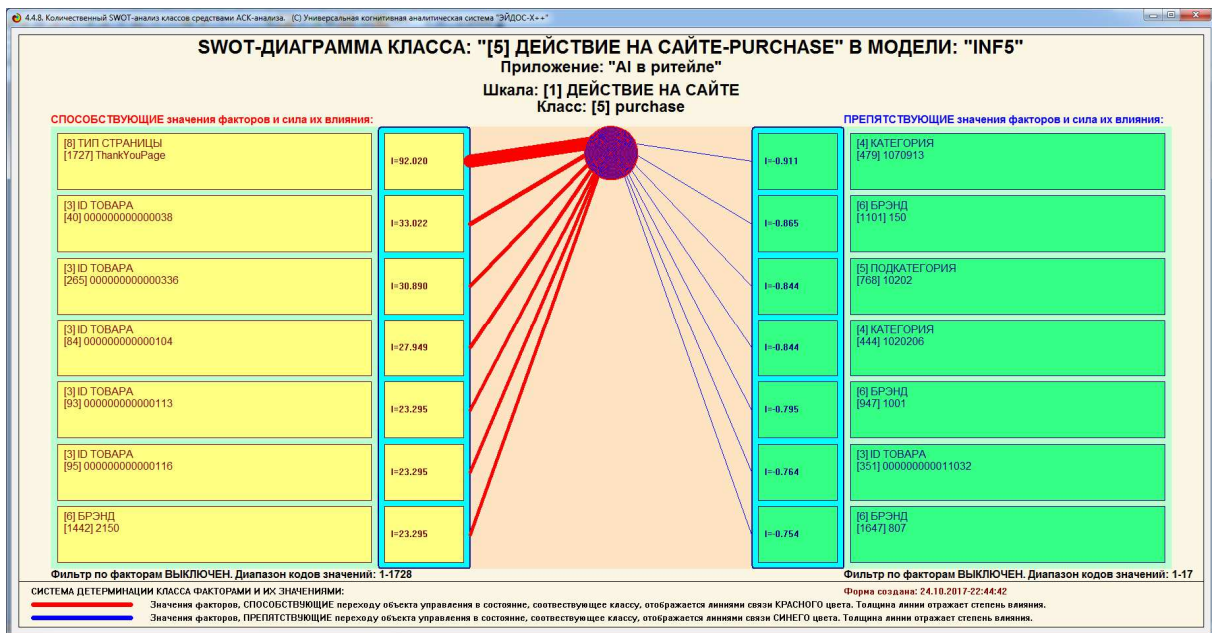 4.4.8. Количественный SWOT-анализ классов средствами АСК-анализа. (C) Универсальная когнитивная аналитическая система "ЭЙДОС-X++"
SWOT-ДИАГРАММА КЛАССА: "[5] ДЕЙСТВИЕ НА САЙТЕ-PURCHASE" В МОДЕЛИ: "INF5"
Приложение: "AI в ритейле"
Шкала: [1] ДЕЙСТВИЕ НА САЙТЕ
Класс: [5] purchase
СПОСОБСТВУЮЩИЕ значения факторов и сила их влияния:
[8] ТИП СТРАНИЦЫ
[1727] ThankYouPage
I=92.020
[3] ID ТОВАРА
[40] 000000000000038
I=33.022
[3] ID ТОВАРА
[265] 000000000000336
I=30.890
[3] ID ТОВАРА
[84] 000000000000104
I=27.949
[3] ID ТОВАРА
[93] 000000000000113
I=23.295
[3] ID ТОВАРА
[95] 000000000000116
I=23.295
[6] БРЭНД
[1442] 2150
I=23.295
Фильтр по факторам ВЫКЛЮЧЕН. Диапазон кодов значений: 1-1728
ПРЕПЯТСТВУЮЩИЕ значения факторов и сила их влияния:
I=-0.911
[4] КАТЕГОРИЯ
[479] 1070913
I=-0.865
[6] БРЭНД
[1101] 150
I=-0.844
[5] ПОДКАТЕГОРИЯ
[768] 10202
I=-0.844
[4] КАТЕГОРИЯ
[444] 1020206
I=-0.795
[6] БРЭНД
[947] 1001
I=-0.764
[3] ID ТОВАРА
[351] 000000000011032
I=-0.754
[6] БРЭНД
[1647] 807
Фильтр по факторам ВЫКЛЮЧЕН. Диапазон кодов значений: 1-17
СИСТЕМА ДЕТЕРМИНАЦИИ КЛАССА ФАКТОРАМИ И ИХ ЗНАЧЕНИЯМИ:
Форма создана: 24.10.2017-22:44:42
Значения факторов, СПОСОБСТВУЮЩИЕ переходу объекта управления в состояние, соотвествующее классу, отображается линиями связи КРАСНОГО цвета. Толщина линии отражает степень влияния.
Значения факторов, ПРЕПЯТСТВУЮЩИЕ переходу объекта управления в состояние, соотвествующее классу, отображается линиями связи СИНЕГО цвета. Толщина линии отражает степень влияния.